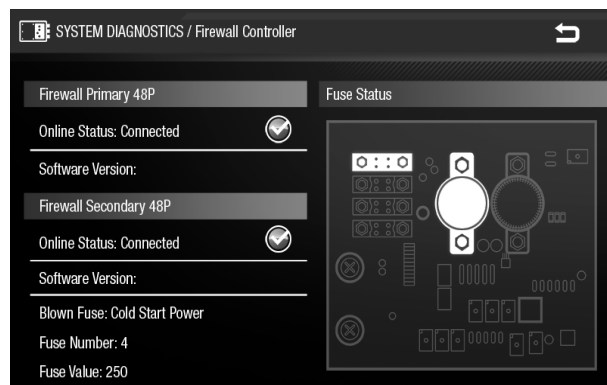 SYSTEM DIAGNOSTICS / Firewall Controller
Firewall Primary 48P
Fuse Status
Online Status: Connected
Software Version:
Firewall Secondary 48P
Online Status: Connected
Software Version:
Blown Fuse: Cold Start Power
Fuse Number: 4
Fuse Value: 250